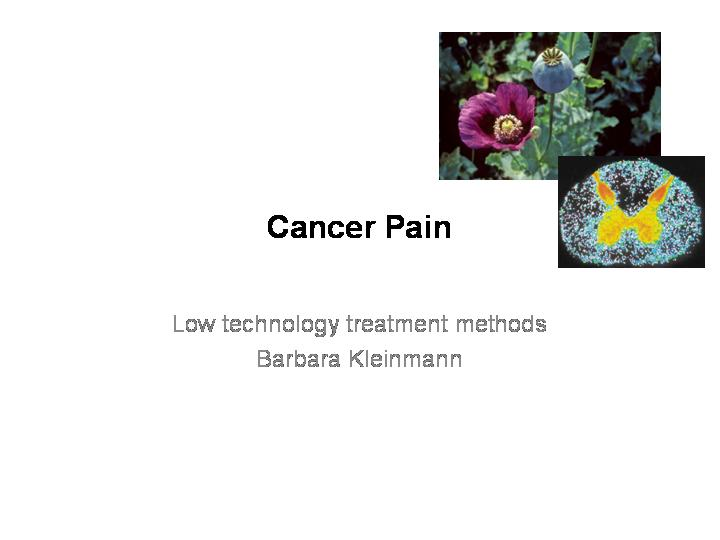 Cancer Pain
Low technology treatment methods
Barbara Kleinmann